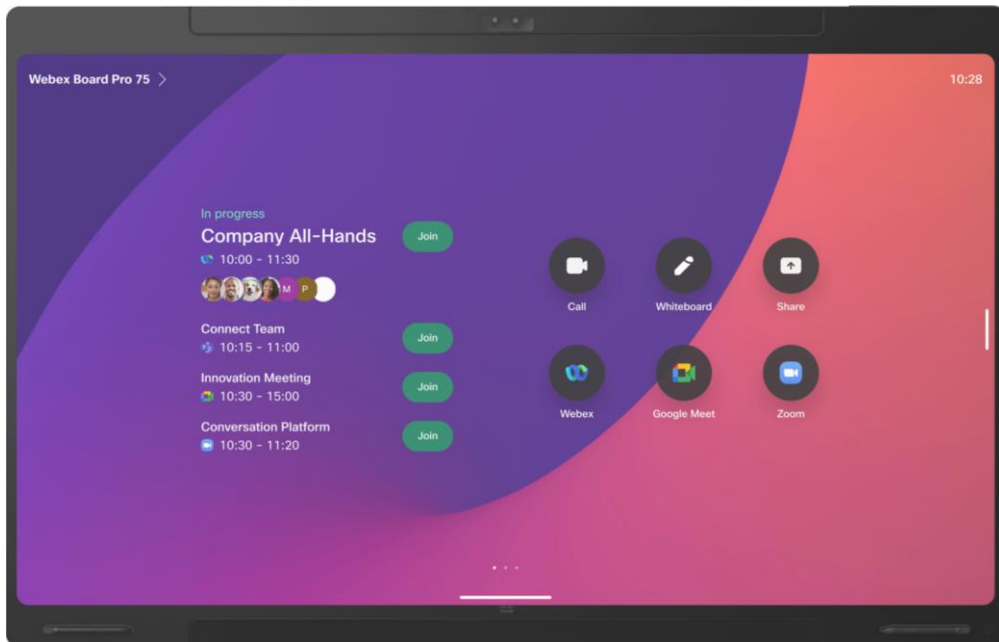 Webex Board Pro 75
10:28
In progress
Company All-Hands
Join
10:00 - 11:30
M P
Connect Team
10:15 - 11:00
Join
Innovation Meeting
10:30 - 15:00
Join
Conversation Platform
10:30 - 11:20
Join
Call
Whiteboard
Share
Webex
Google Meet
Zoom